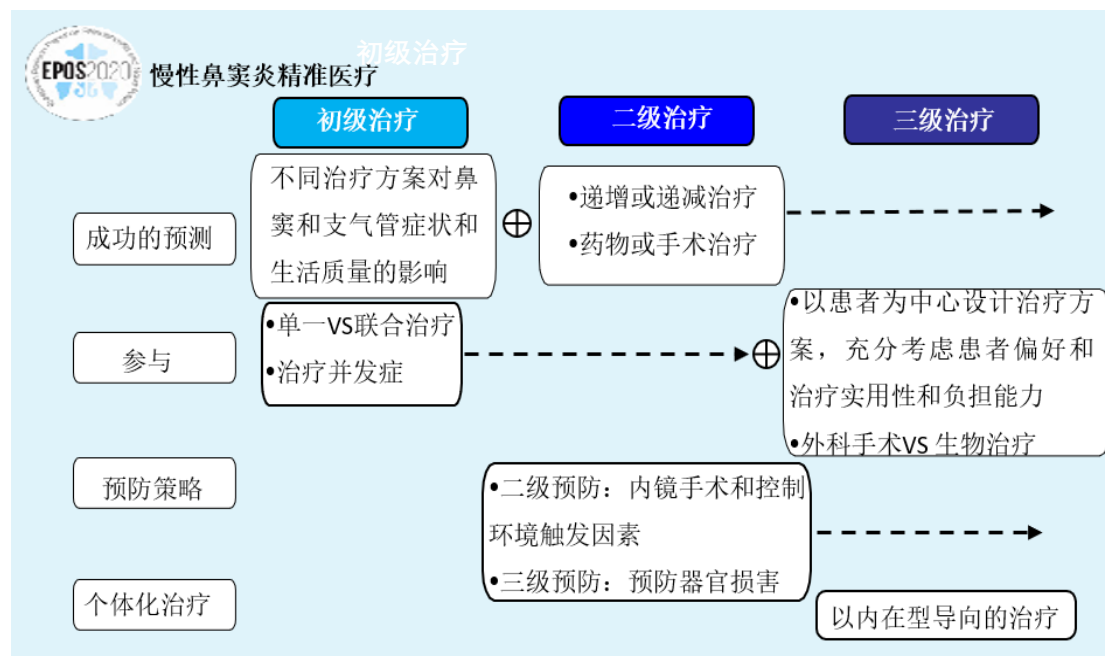 初级治疗
EPOS2020
慢性鼻窦炎精准医疗
初级治疗
二级治疗
三级治疗
成功的预测
不同治疗方案对鼻
窦和支气管症状和
生活质量的影响
•递增或递减治疗
•药物或手术治疗
参与
•单一VS联合治疗
•治疗并发症
•以患者为中心设计治疗方
案，充分考虑患者偏好和
治疗实用性和负担能力
•外科手术VS 生物治疗
预防策略
•二级预防：内镜手术和控制
环境触发因素
•三级预防：预防器官损害
个体化治疗
以内在型导向的治疗